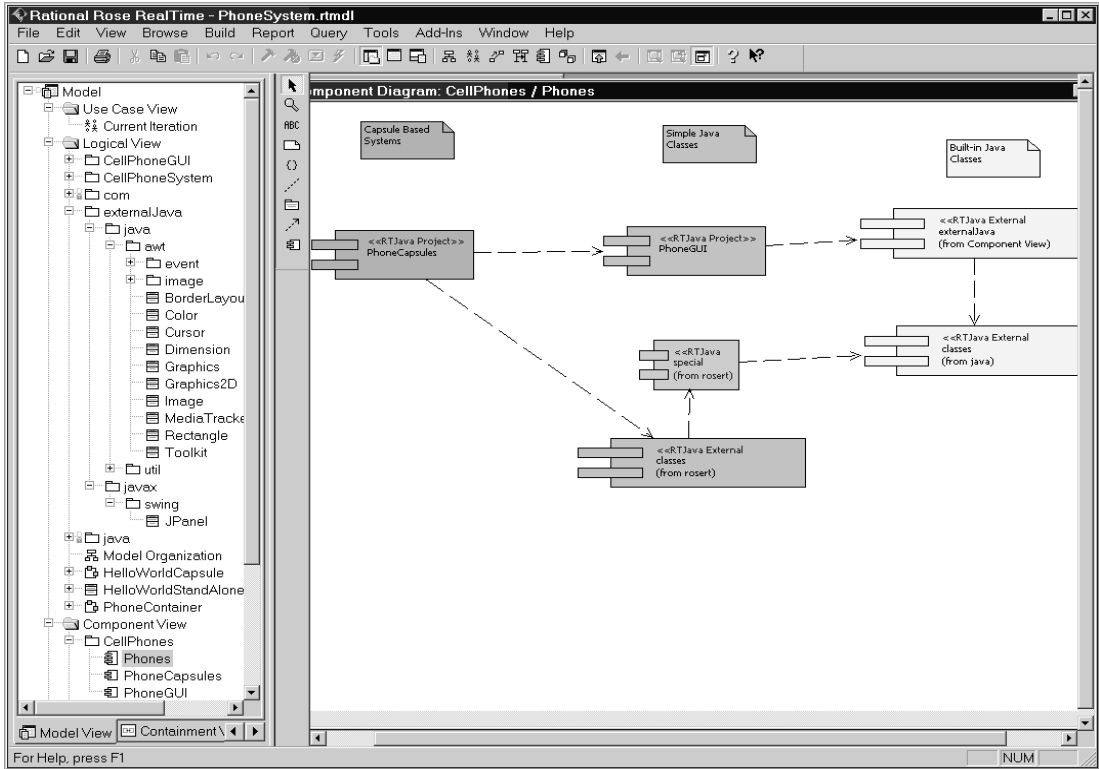 Rational Rose RealTime - PhoneSystem.rtmdl
File Edit View Browse Build Report Query Tools Add-Ins Window Help
Model
Use Case View
Current Iteration
Logical View
CellPhoneGUI
CellPhoneSystem
com
externalJava
java
awt
event
image
BorderLayou
Color
Cursor
Dimension
Graphics
Graphics2D
Image
MediaTracke
Rectangle
Toolkit
util
javax
swing
JPanel
java
Model Organization
HelloWorldCapsule
HelloWorldStandAlone
PhoneContainer
Component View
CellPhones
Phones
PhoneCapsules
PhoneGUI
Model View Containment \
ABC
mponent Diagram: CellPhones / Phones
Capsule Based
Systems
Simple Java
Classes
Built-in Java
Classes
<<RTJava Project>>
PhoneCapsules
<<RTJava Project>>
PhoneGUI
<<RTJava External
externalJava
(from Component View)
<<RTJava
special
(from rosert)
<<RTJava External
classes
(from java)
<<RTJava External
classes
(from rosert)
For Help, press F1
NUM